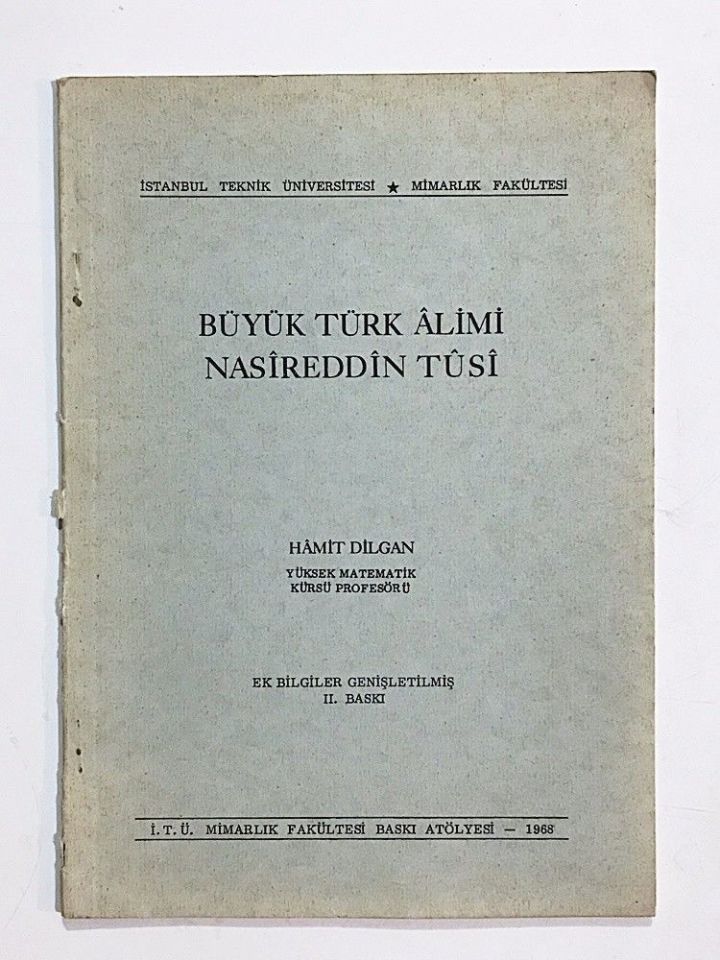 İSTANBUL TEKNİK ÜNİVERSİTESİ ★ MİMARLIK FAKÜLTESİ
BÜYÜK TÜRK ÂLİMİ
NASÎREDDÎN TÛSÎ
HÂMİT DİLGAN
YÜKSEK MATEMATİK
KÜRSÜ PROFESÖRÜ
EK BİLGİLER GENİŞLETİLMİŞ
II. BASKI
İ. T. Ü. MİMARLIK FAKÜLTESİ BASKI ATÖLYESİ — 1968